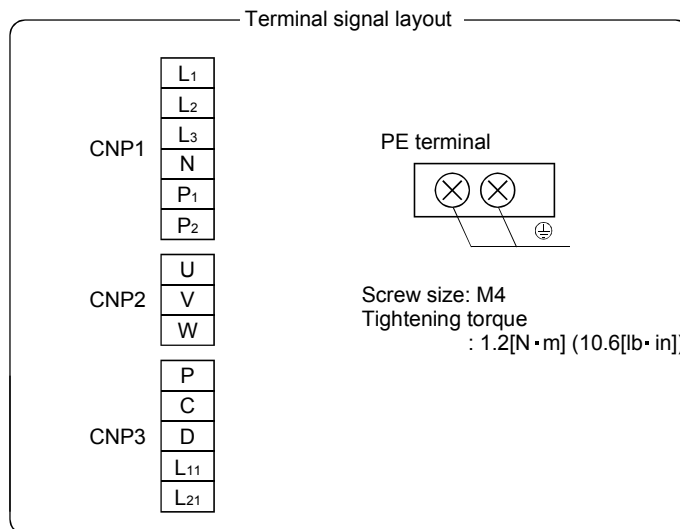 Terminal signal layout
CNP1
L1
L2
L3
N
P1
P2
CNP2
U
V
W
CNP3
P
C
D
L11
L21
PE terminal
Screw size: M4
Tightening torque
: 1.2[N▪m] (10.6[lb▪in])